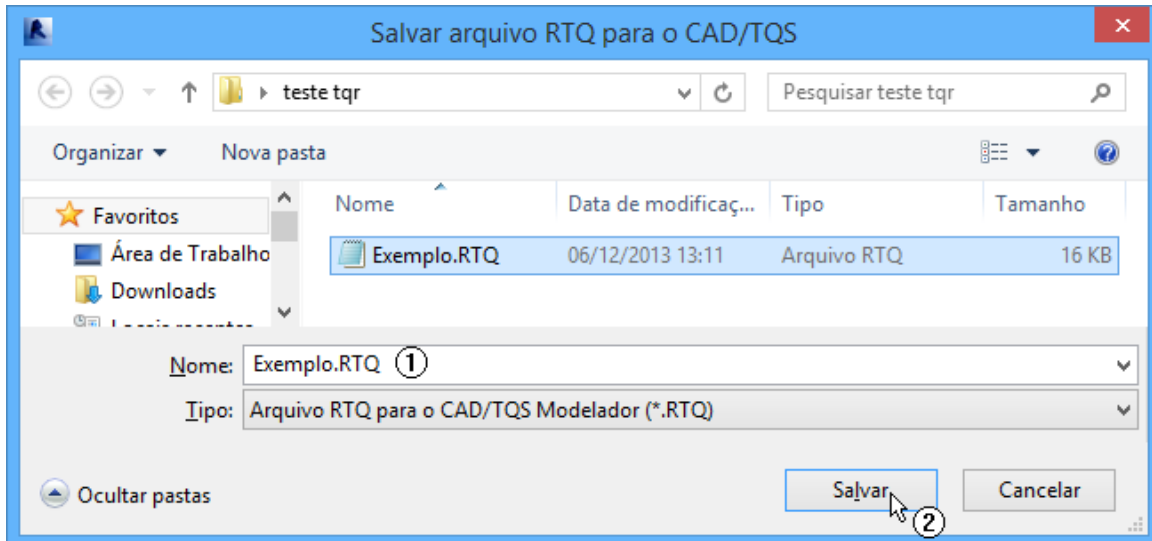 Salvar arquivo RTQ para o CAD/TQS
teste tqr
Pesquisar teste tqr
Organizar
Nova pasta
Favoritos
Área de Trabalho
Downloads
Nome Data de modificaç... Tipo Tamanho
Exemplo.RTQ 06/12/2013 13:11 Arquivo RTQ 16 KB
Nome: Exemplo.RTQ 1
Tipo: Arquivo RTQ para o CAD/TQS Modelador (*.RTQ)
Ocultar pastas
Salvar 2
Cancelar